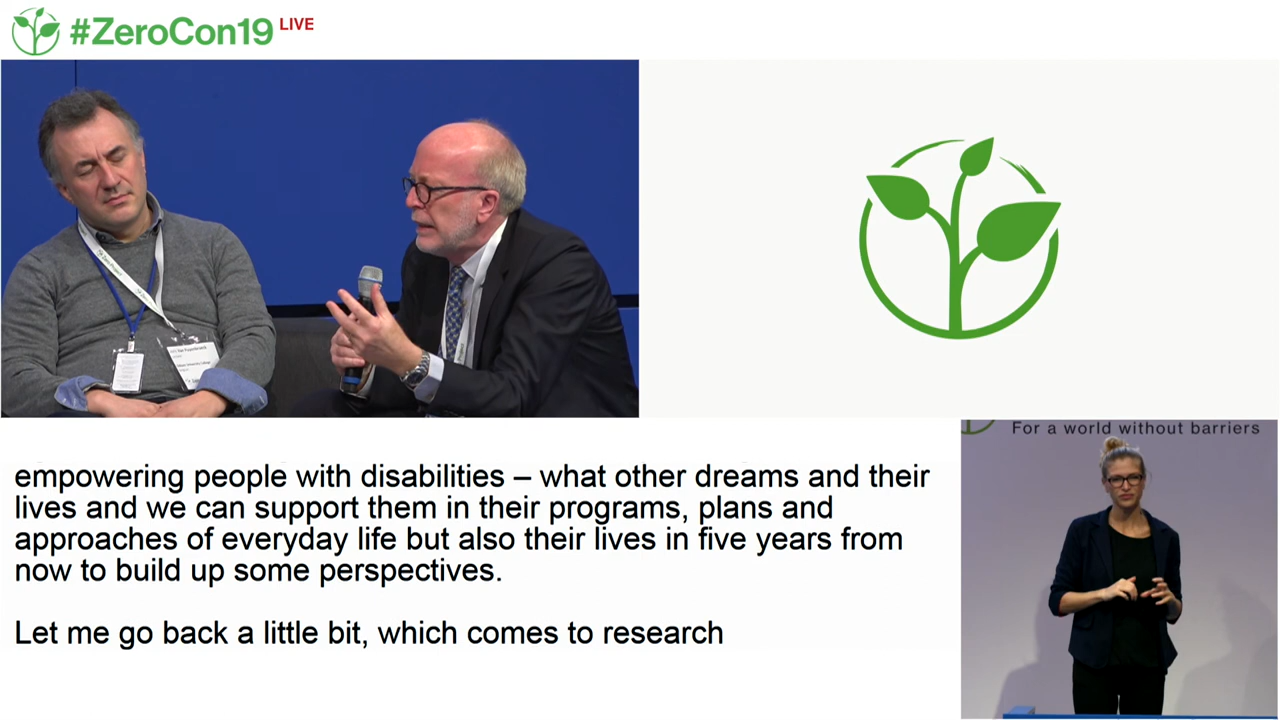 #ZeroCon19 LIVE
For a world without barriers
empowering people with disabilities – what other dreams and their
lives and we can support them in their programs, plans and
approaches of everyday life but also their lives in five years from
now to build up some perspectives.
Let me go back a little bit, which comes to research